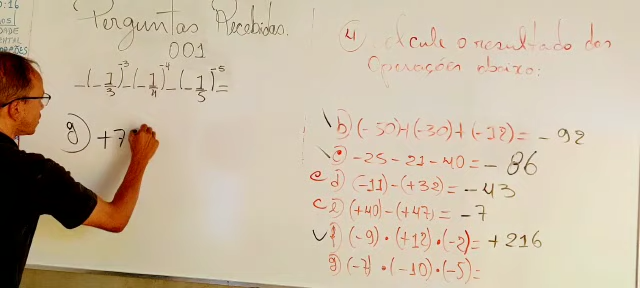 Perguntas Recebidas.
001
-(-1/3)^-3 -(-1/4)^-4 -(-1/5)^-5 =
g) +7
4) Calcule o resultado das
Operações abaixo:
b) (-30)+(-30)+(-32)= -92
c) -25-21-40= -86
d) (-11)-(+32)= -43
e) (+40)-(+47)= -7
f) (-9)·(+12)·(-2)= +216
g) (-7)·(-10)·(-5)=